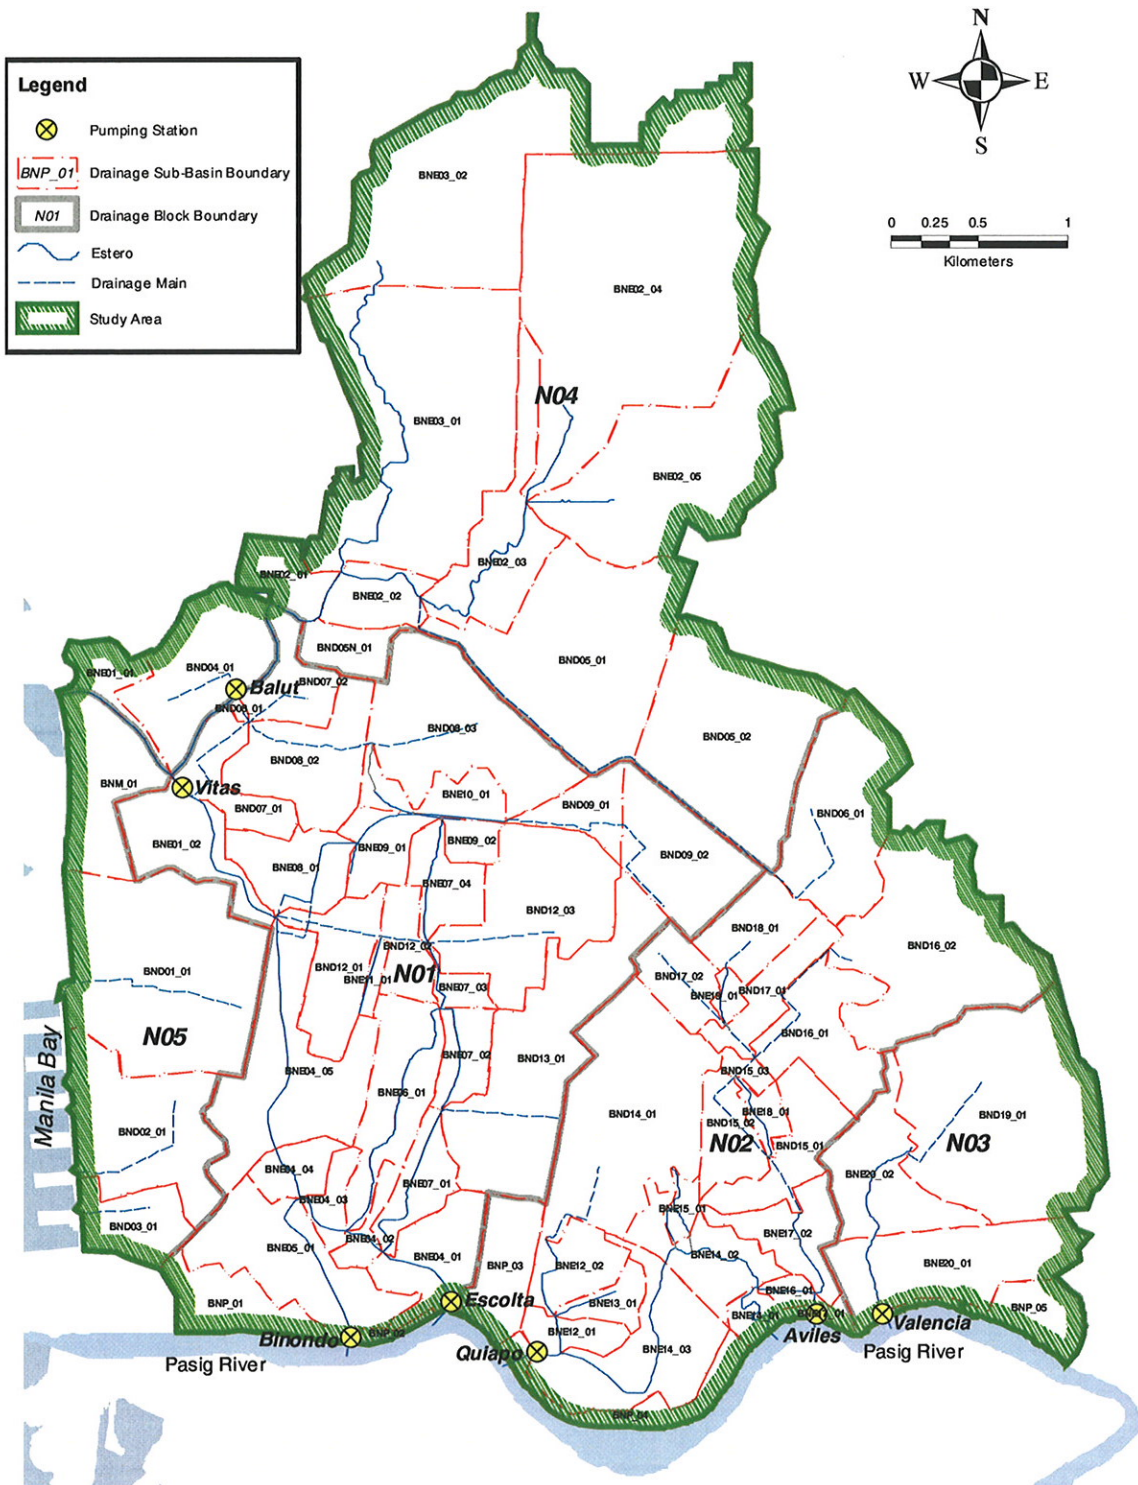 N
W E
S
Legend
Pumping Station
BNP_01 Drainage Sub-Basin Boundary
N01 Drainage Block Boundary
Estero
Drainage Main
Study Area
0 0.25 0.5 1
Kilometers
BNE03_02
BNE02_04
N04
BNE03_01
BNE02_05
BNE02_03
BNE02_01
BNE02_02
BND05N_01
BND05_01
BNE01_01
BND04_01
BND07_02
Balut
BND05_02
BND08_03
BND08_02
BNM_01
Vitas
BNE10_01
BND09_01
BND07_01
BND06_01
BNE01_02
BNE09_01
BNE09_02
BND09_02
BNE08_01
BNE07_04
BND12_03
BND18_01
BND12_02
BND16_02
BND01_01
BND12_01
N01
BND17_02
BNE11_01
BNE07_03
BND17_01
N05
BND16_01
Manila Bay
BNE07_02
BND13_01
BNE04_05
BND15_03
BNE06_01
BND14_01
BNE18_01
BND19_01
BND15_02
BND02_01
N02
BND15_01
N03
BNE04_04
BNE20_02
BNE07_01
BNE04_03
BNE15_01
BND03_01
BNE17_02
BNE05_01
BNE04_02
BNE04_01
BNE14_02
BNP_03
BNE12_02
BNE20_01
BNE16_01
BNP_01
Escolta
BNE13_01
BNP_05
Binondo
BNP_02
BNE12_01
Aviles
Valencia
Quiapo
BNE14_03
Pasig River
Pasig River
BNP_04